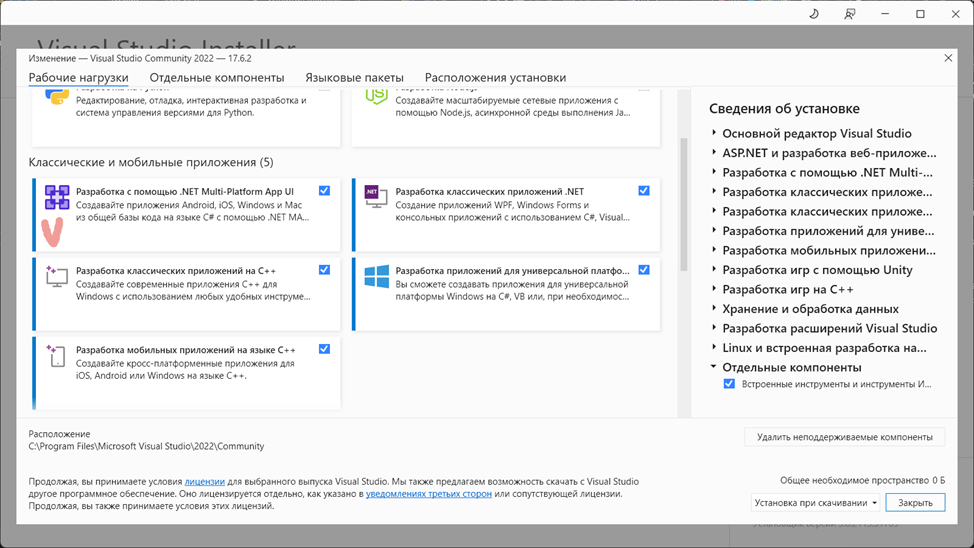 Visual Studio Installer
Изменение — Visual Studio Community 2022 — 17.6.2
Рабочие нагрузки Отдельные компоненты Языковые пакеты Расположения установки
Редактирование, отладка, интерактивная разработка и
система управления версиями для Python.
Создавайте масштабируемые сетевые приложения с
помощью Node.js, асинхронной среды выполнения Ja...
Классические и мобильные приложения (5)
Разработка с помощью .NET Multi-Platform App UI
Создавайте приложения Android, iOS, Windows и Mac
из общей базы кода на языке C# с помощью .NET MA...
Разработка классических приложений .NET
Создание приложений WPF, Windows Forms и
консольных приложений с использованием C#, Visual...
Разработка классических приложений на C++
Создавайте современные приложения C++ для
Windows с использованием любых удобных инструме...
Разработка приложений для универсальной платфо...
Вы сможете создавать приложения для универсальной
платформы Windows на C#, VB или, при необходимос...
Разработка мобильных приложений на языке C++
Создавайте кросс-платформенные приложения для
iOS, Android или Windows на языке C++.
Сведения об установке
Основной редактор Visual Studio
ASP.NET и разработка веб-приложе...
Разработка с помощью .NET Multi-...
Разработка классических приложе...
Разработка классических приложе...
Разработка приложений для униве...
Разработка мобильных приложени...
Разработка игр с помощью Unity
Разработка игр на C++
Хранение и обработка данных
Разработка расширений Visual Studio
Linux и встроенная разработка на...
Отдельные компоненты
Встроенные инструменты и инструменты И...
Расположение
C:\Program Files\Microsoft Visual Studio\2022\Community
Удалить неподдерживаемые компоненты
Продолжая, вы принимаете условия лицензии для выбранного выпуска Visual Studio. Мы также предлагаем возможность скачать с Visual Studio
другое программное обеспечение. Оно лицензируется отдельно, как указано в уведомлениях третьих сторон или сопутствующей лицензии.
Продолжая, вы также принимаете условия этих лицензий.
Общее необходимое пространство 0 Б
Установка при скачивании
Закрыть